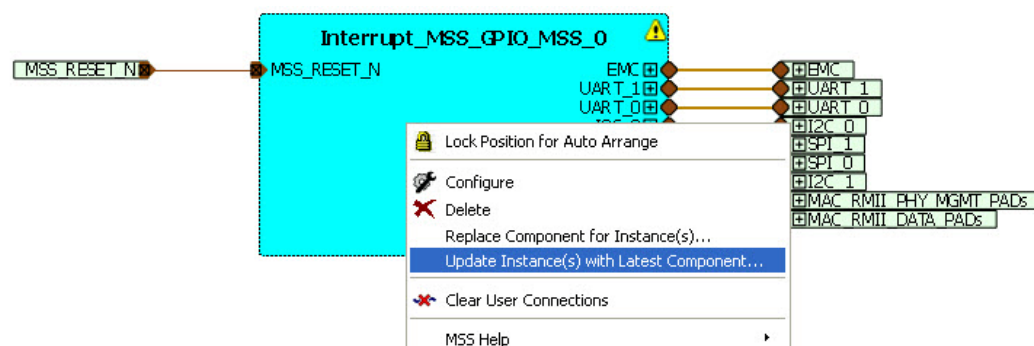 Interrupt_MSS_GPIO_MSS_0
MSS_RESET_N
MSS_RESET_N
EMC
EMC
UART_1
UART_1
UART_0
UART_0
I2C_0
SPI_1
SPI_0
I2C_1
MAC_RMII_PHY_MGMT_PADs
MAC_RMII_DATA_PADs
Lock Position for Auto Arrange
Configure
Delete
Replace Component for Instance(s)...
Update Instance(s) with Latest Component...
Clear User Connections
MSS Help